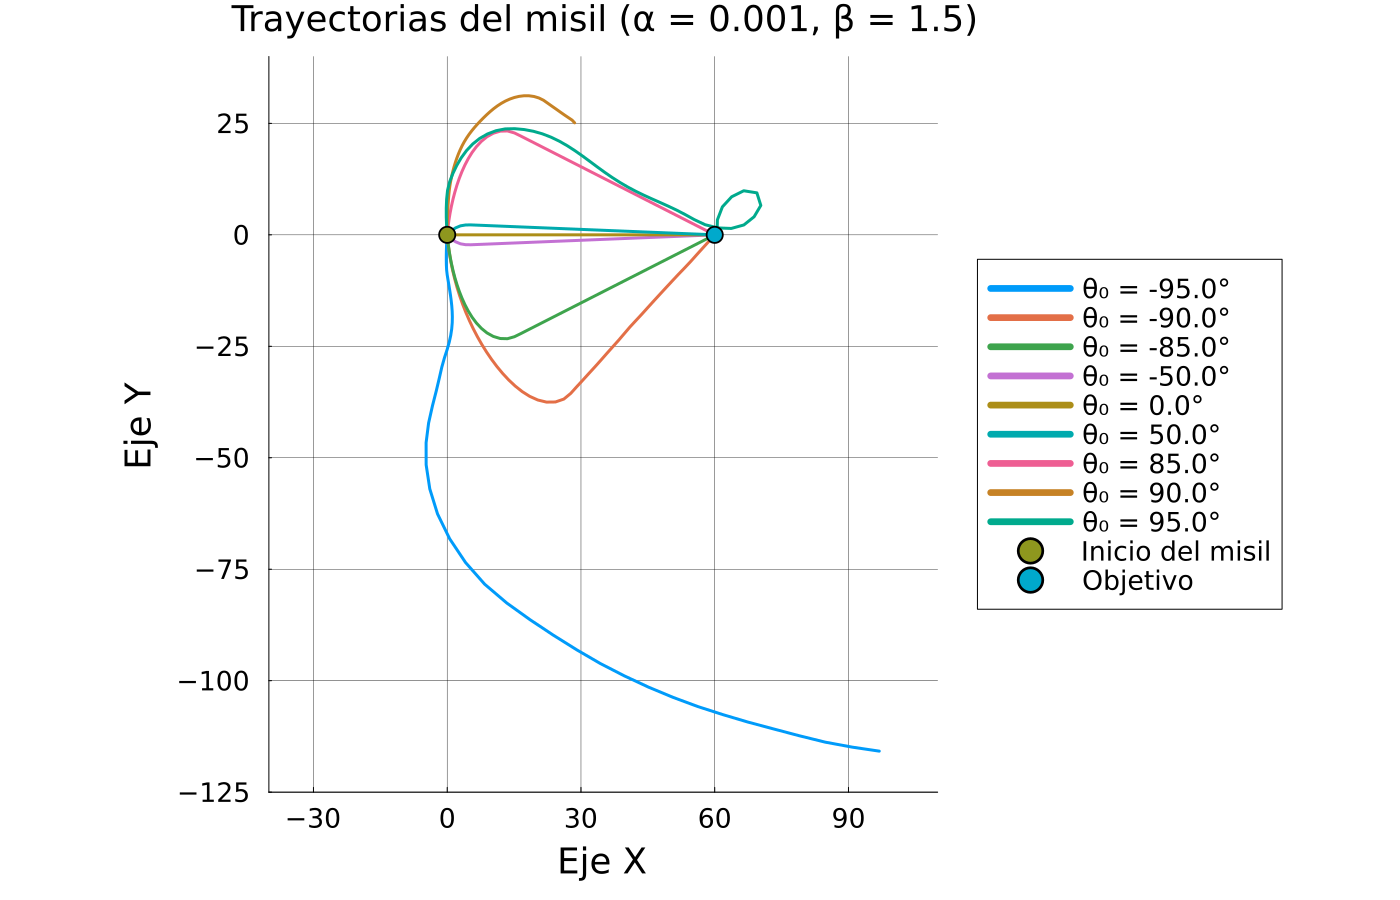 Trayectorias del misil (α = 0.001, β = 1.5)
Eje Y
25
0
−25
−50
−75
−100
−125
−30
0
30
60
90
Eje X
θ₀ = -95.0°
θ₀ = -90.0°
θ₀ = -85.0°
θ₀ = -50.0°
θ₀ = 0.0°
θ₀ = 50.0°
θ₀ = 85.0°
θ₀ = 90.0°
θ₀ = 95.0°
Inicio del misil
Objetivo